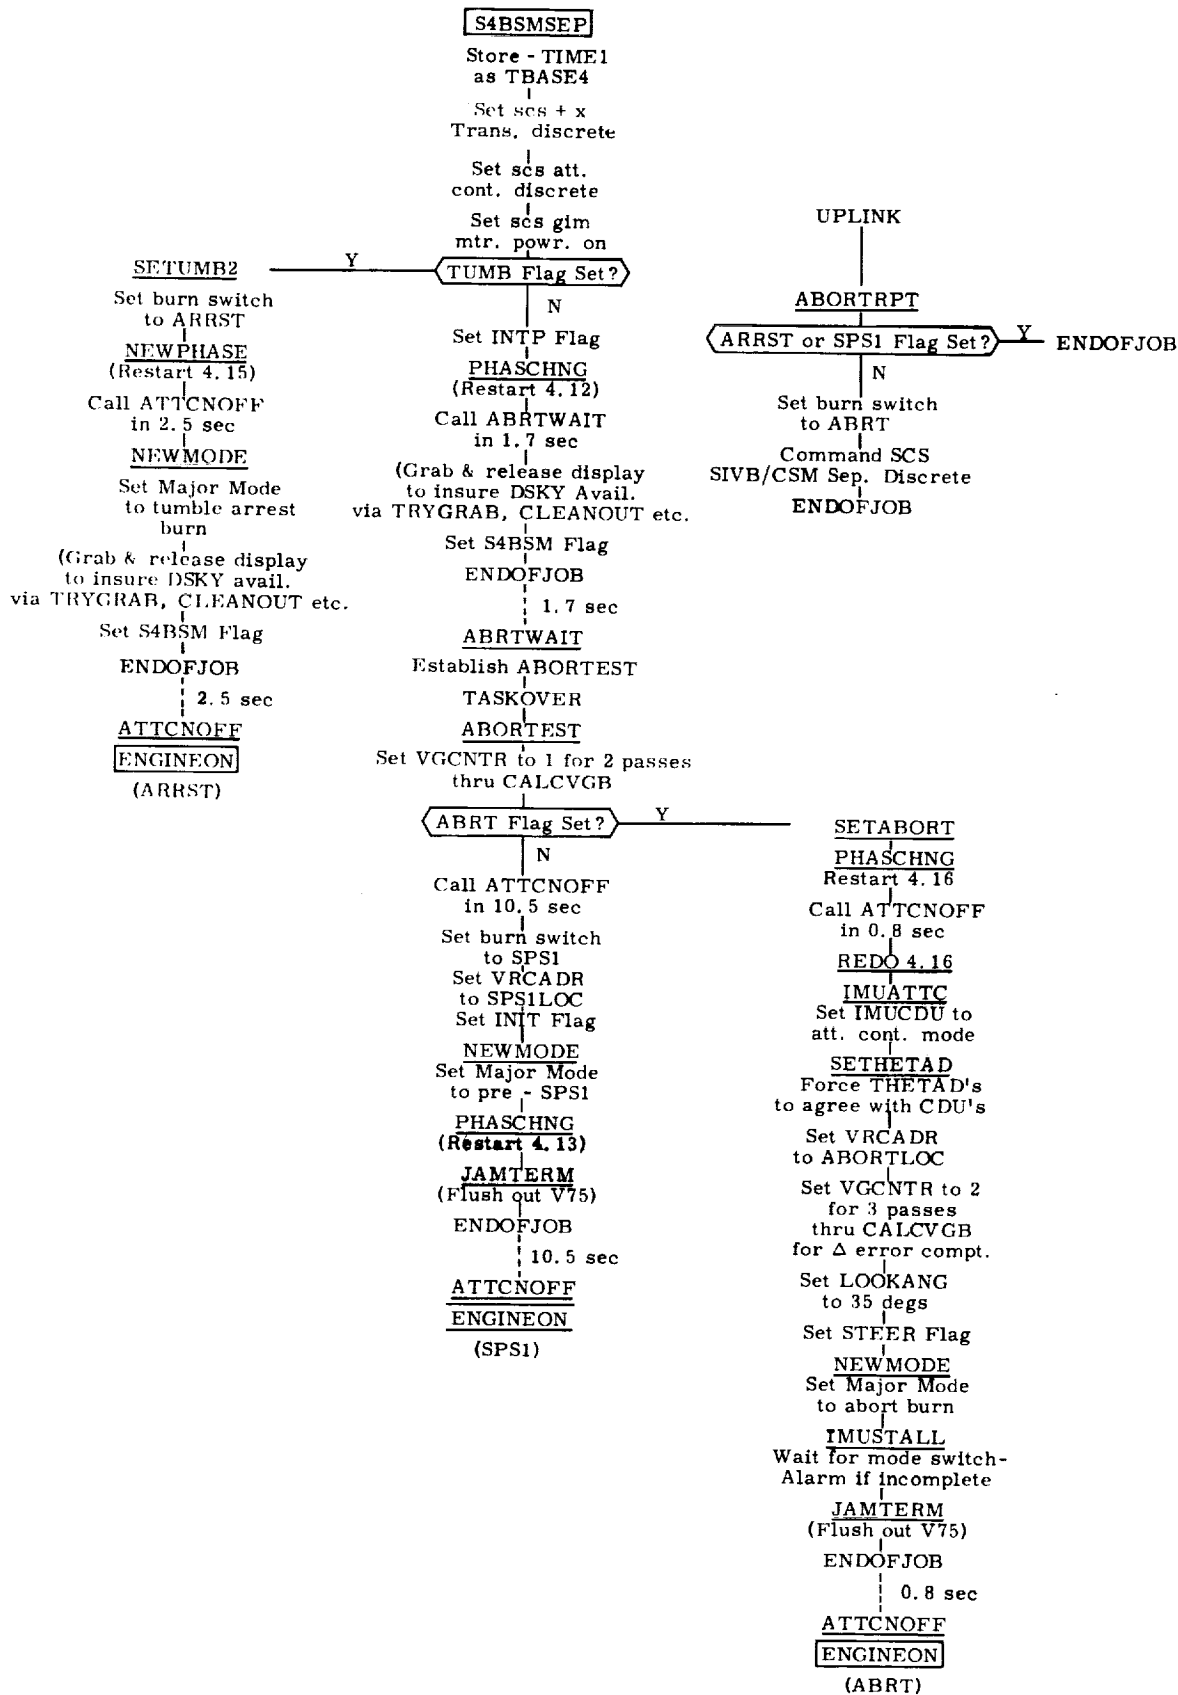 S4BSMSEP
Store - TIME1
as TBASE4
Set scs + x
Trans. discrete
Set scs att.
cont. discrete
Set scs gim
mtr. powr. on
TUMB Flag Set?
Y
SETUMB2
Set burn switch
to ARRST
NEWPHASE
(Restart 4.15)
Call ATTCNOFF
in 2.5 sec
NEWMODE
Set Major Mode
to tumble arrest
burn
(Grab & release display
to insure DSKY avail.
via TRYGRAB, CLEANOUT etc.
Set S4BSM Flag
ENDOFJOB
2.5 sec
ATTCNOFF
ENGINEON
(ARRST)
N
Set INTP Flag
PHASCHNG
(Restart 4.12)
Call ABRTWAIT
in 1.7 sec
(Grab & release display
to insure DSKY Avail.
via TRYGRAB, CLEANOUT etc.
Set S4BSM Flag
ENDOFJOB
1.7 sec
ABRTWAIT
Establish ABORTEST
TASKOVER
ABORTEST
Set VGCNTR to 1 for 2 passes
thru CALCVGB
ABRT Flag Set?
N
Call ATTCNOFF
in 10.5 sec
Set burn switch
to SPS1
Set VRCADR
to SPS1LOC
Set INIT Flag
NEWMODE
Set Major Mode
to pre - SPS1
PHASCHNG
(Restart 4.13)
JAMTERM
(Flush out V75)
ENDOFJOB
10.5 sec
ATTCNOFF
ENGINEON
(SPS1)
UPLINK
ABORTRPT
ARRST or SPS1 Flag Set?
Y
ENDOFJOB
N
Set burn switch
to ABRT
Command SCS
SIVB/CSM Sep. Discrete
ENDOFJOB
Y
SETABORT
PHASCHNG
Restart 4.16
Call ATTCNOFF
in 0.8 sec
REDO 4.16
IMUATTC
Set IMUCDU to
att. cont. mode
SETHETAD
Force THETAD's
to agree with CDU's
Set VRCADR
to ABORTLOC
Set VGCNTR to 2
for 3 passes
thru CALCVGB
for Δ error compt.
Set LOOKANG
to 35 degs
Set STEER Flag
NEWMODE
Set Major Mode
to abort burn
IMUSTALL
Wait for mode switch-
Alarm if incomplete
JAMTERM
(Flush out V75)
ENDOFJOB
0.8 sec
ATTCNOFF
ENGINEON
(ABRT)